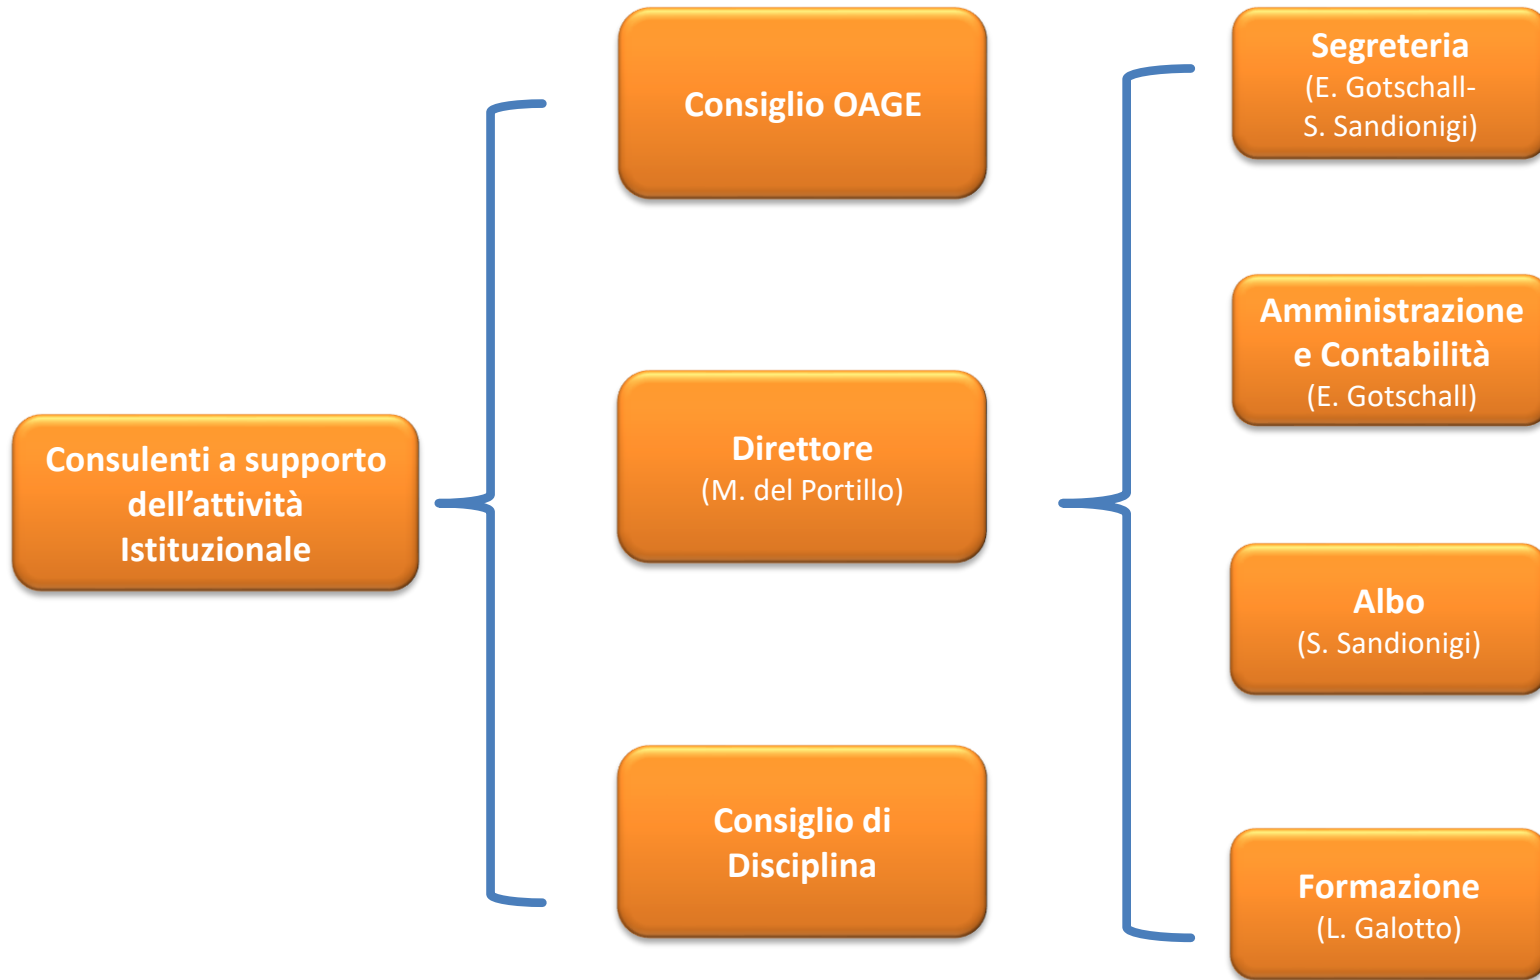 Consulenti a supporto
dell’attività
Istituzionale
Consiglio OAGE
Direttore
(M. del Portillo)
Consiglio di
Disciplina
Segreteria
(E. Gotschall-
S. Sandionigi)
Amministrazione
e Contabilità
(E. Gotschall)
Albo
(S. Sandionigi)
Formazione
(L. Galotto)